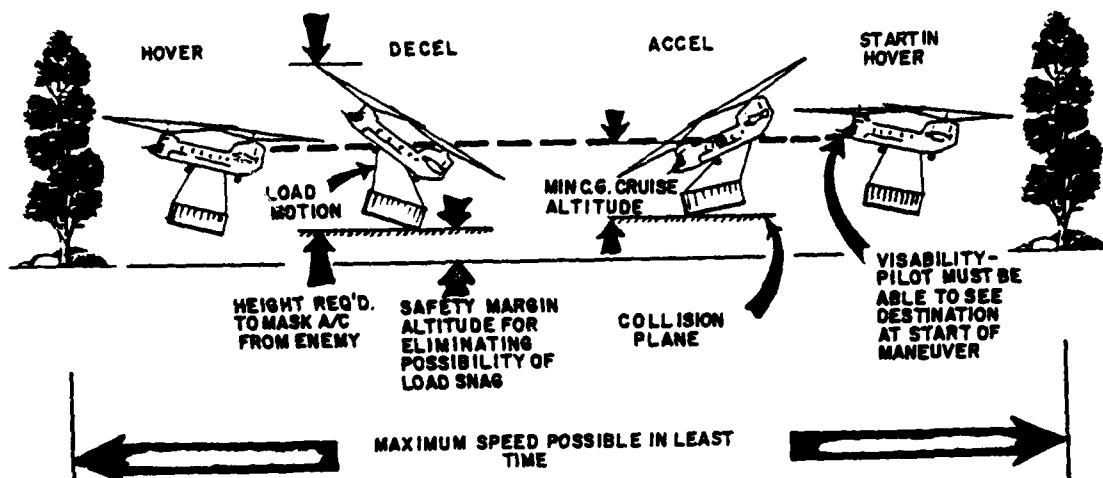 HOVER
DECEL
ACCEL
START IN
HOVER
LOAD
MOTION
MIN C.G. CRUISE
ALTITUDE
HEIGHT REQ'D.
TO MASK A/C
FROM ENEMY
SAFETY MARGIN
ALTITUDE FOR
ELIMINATING
POSSIBILITY OF
LOAD SNAG
COLLISION
PLANE
VISABILITY-
PILOT MUST BE
ABLE TO SEE
DESTINATION
AT START OF
MANEUVER
MAXIMUM SPEED POSSIBLE IN LEAST
TIME